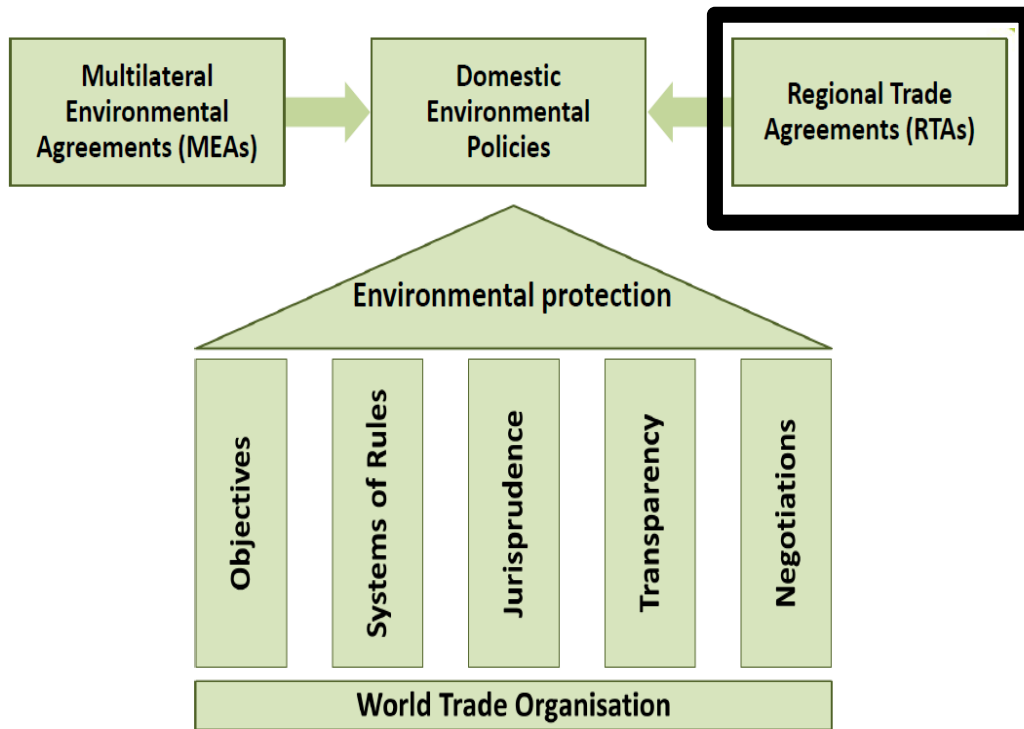 Multilateral
Environmental
Agreements (MEAs)
Domestic
Environmental
Policies
Regional Trade
Agreements (RTAs)
Environmental protection
Objectives
Systems of Rules
Jurisprudence
Transparency
Negotiations
World Trade Organisation